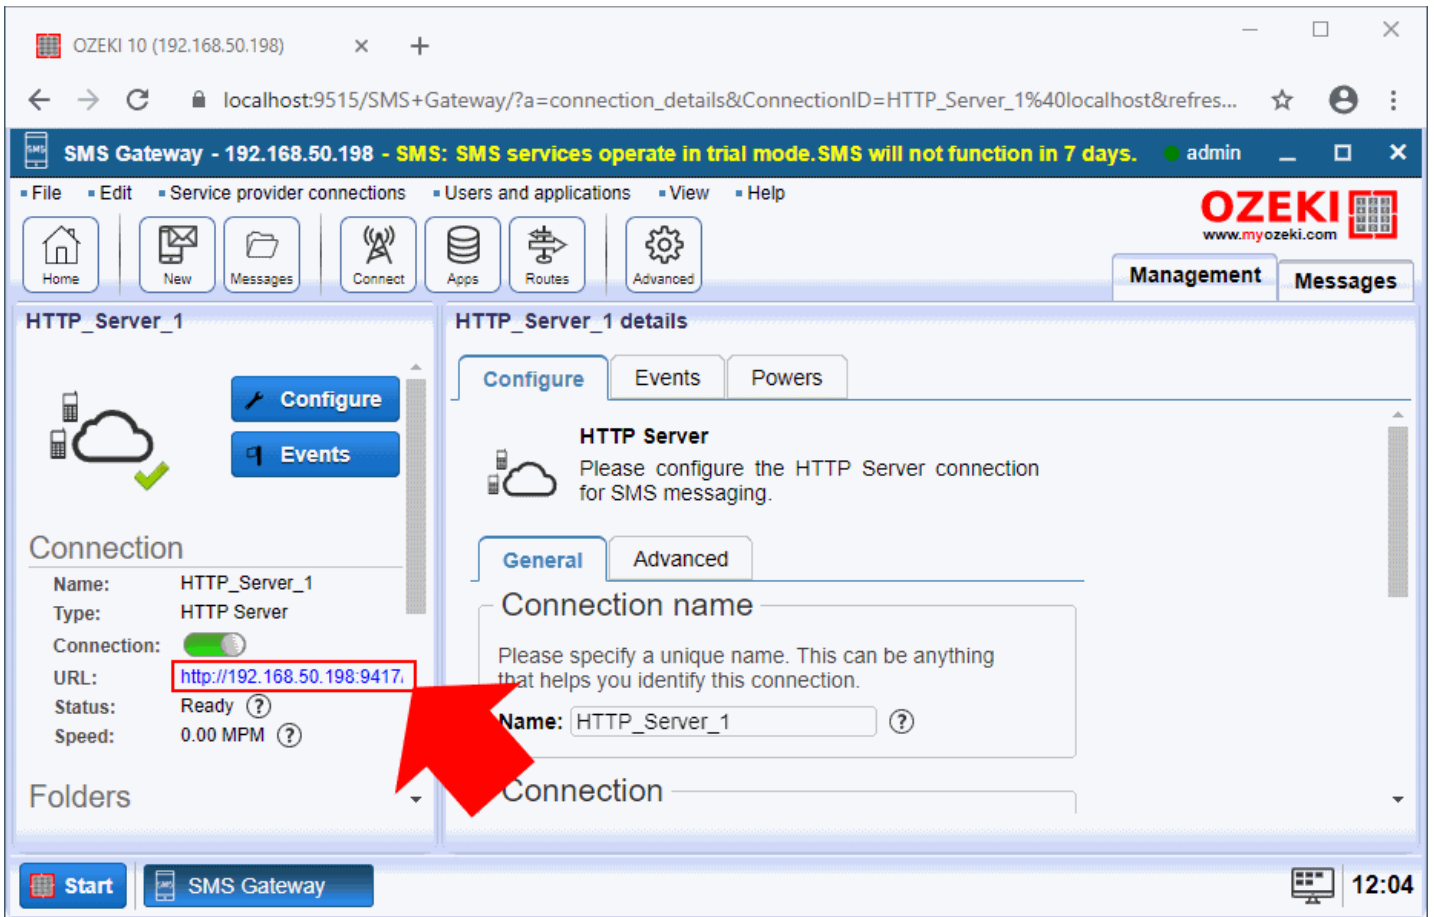 OZEKI 10 (192.168.50.198)
localhost:9515/SMS+Gateway/?a=connection_details&ConnectionID=HTTP_Server_1%40localhost&refres...
SMS Gateway - 192.168.50.198 - SMS: SMS services operate in trial mode.SMS will not function in 7 days. admin
File Edit Service provider connections Users and applications View Help
OZEKI
www.myozeki.com
Home New Messages Connect Apps Routes Advanced
Management Messages
HTTP_Server_1
Configure
Events
Connection
Name: HTTP_Server_1
Type: HTTP Server
Connection:
URL: http://192.168.50.198:9417/
Status: Ready ?
Speed: 0.00 MPM ?
Folders
HTTP_Server_1 details
Configure Events Powers
HTTP Server
Please configure the HTTP Server connection
for SMS messaging.
General Advanced
Connection name
Please specify a unique name. This can be anything
that helps you identify this connection.
Name: HTTP_Server_1 ?
Connection
Start SMS Gateway 12:04